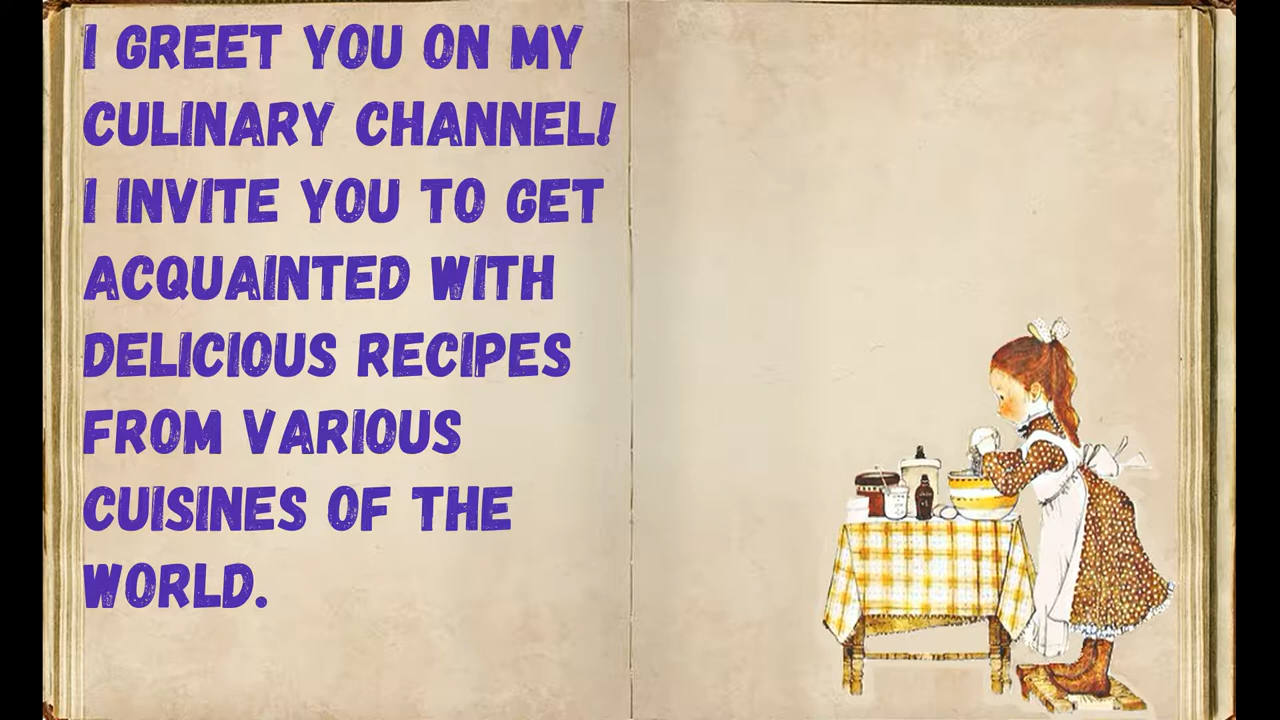 I GREET YOU ON MY
CULINARY CHANNEL!
I INVITE YOU TO GET
ACQUAINTED WITH
DELICIOUS RECIPES
FROM VARIOUS
CUISINES OF THE
WORLD.